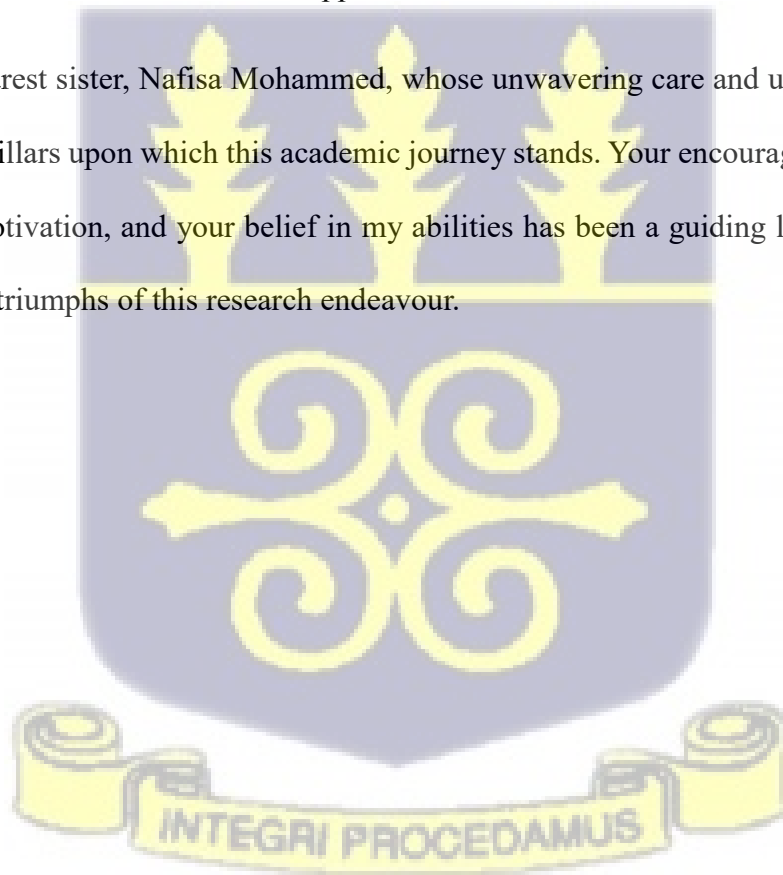 rest sister, Nafisa Mohammed, whose unwavering care and u
illars upon which this academic journey stands. Your encourag
otivation, and your belief in my abilities has been a guiding l
triumphs of this research endeavour.
INTEGRI PROCEDAMUS